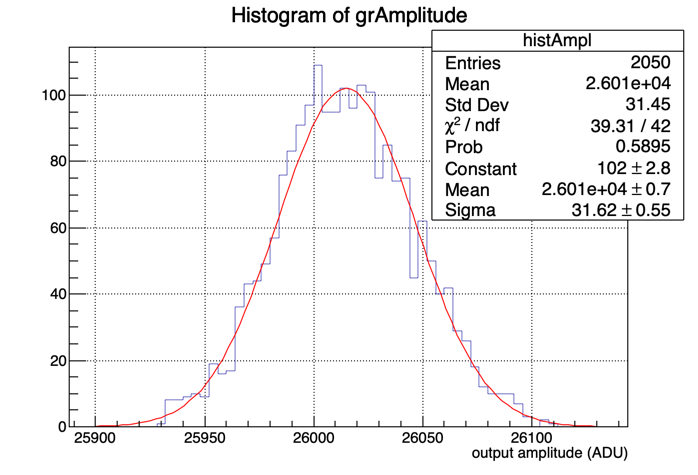 Histogram of grAmplitude
histAmpl
Entries 2050
Mean 2.601e+04
Std Dev 31.45
χ² / ndf 39.31 / 42
Prob 0.5895
Constant 102 ± 2.8
Mean 2.601e+04 ± 0.7
Sigma 31.62 ± 0.55
100
80
60
40
20
0
25900 25950 26000 26050 26100
output amplitude (ADU)